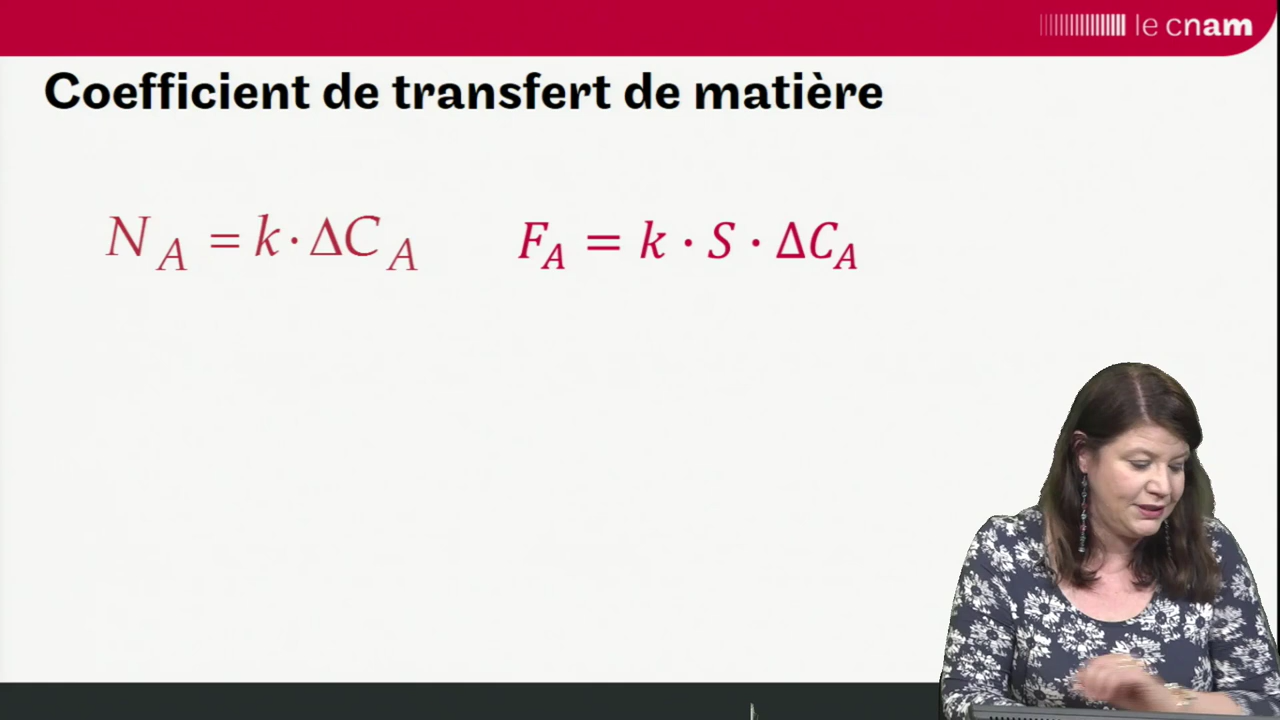 le cnam
Coefficient de transfert de matière
N_A = k · ΔC_A
F_A = k · S · ΔC_A